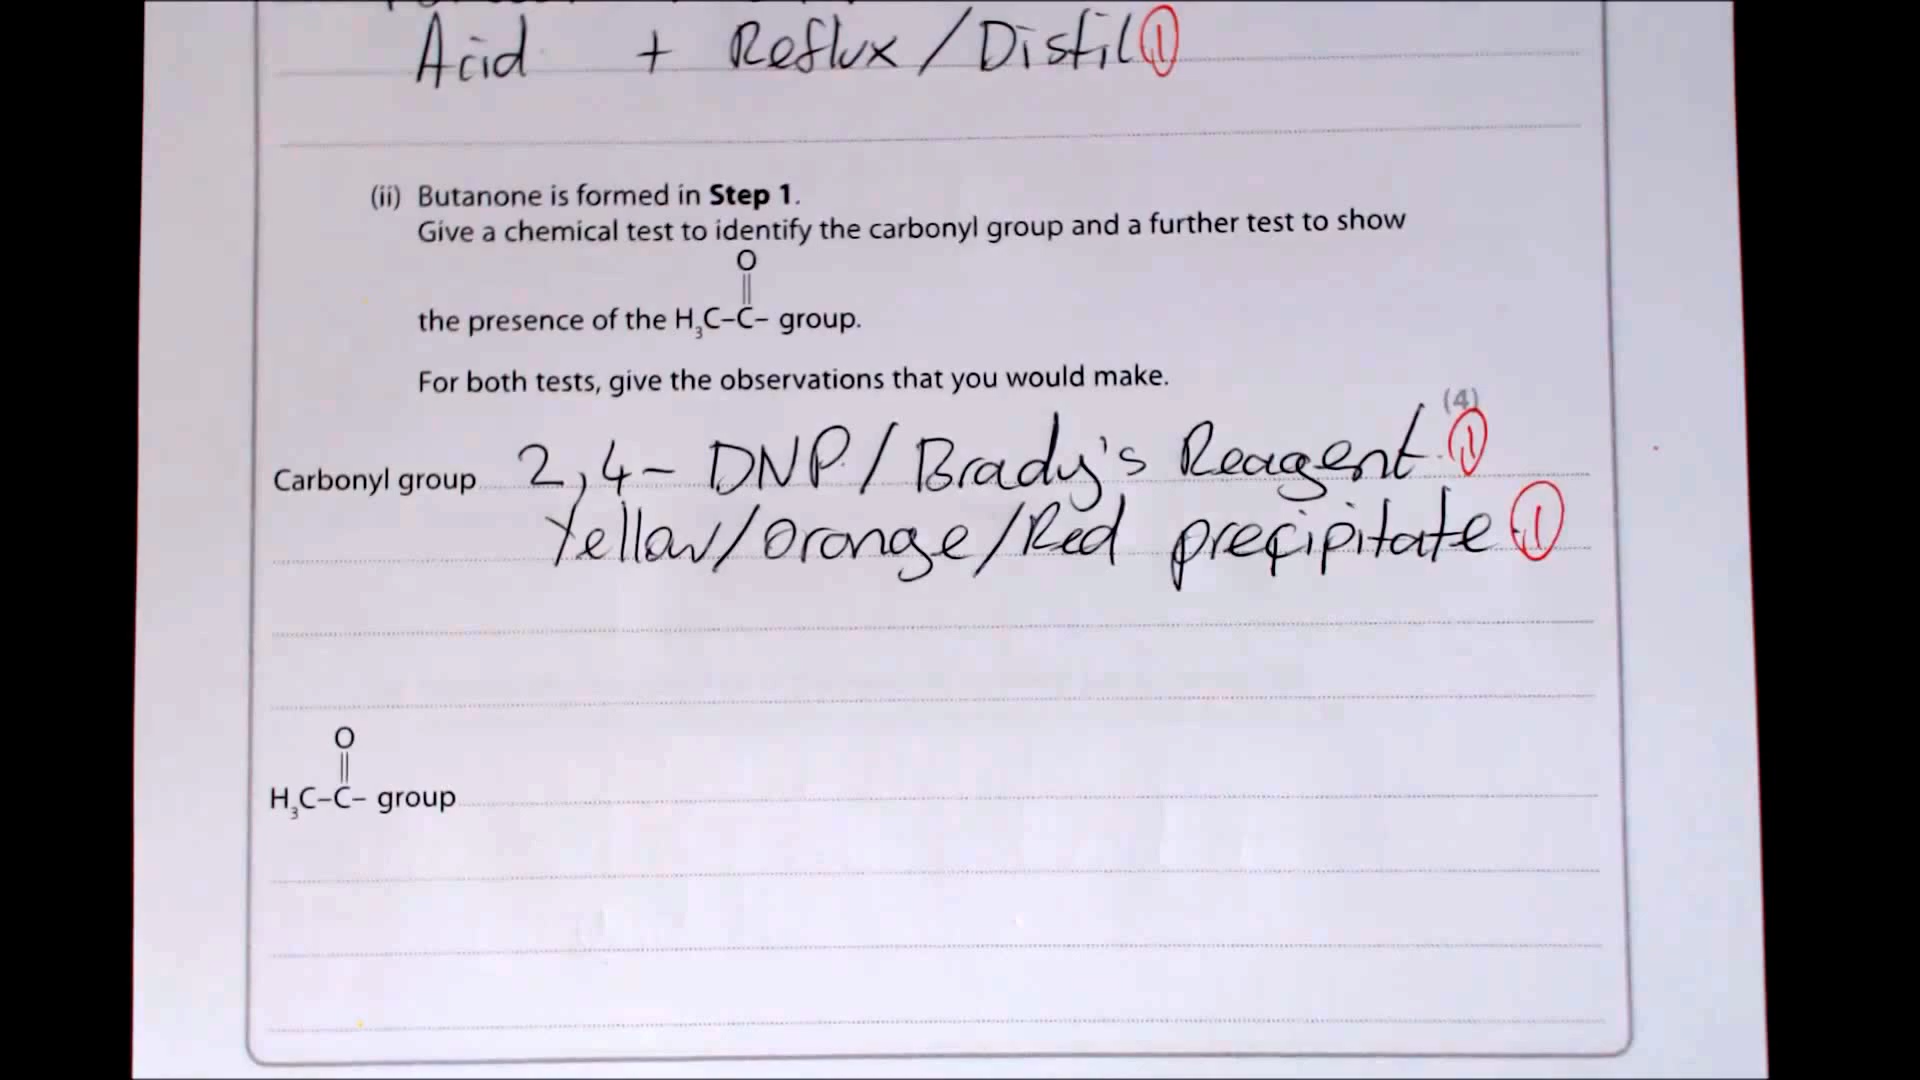 Acid + Reflux/Distil ①
(ii) Butanone is formed in Step 1.
Give a chemical test to identify the carbonyl group and a further test to show
O
||
the presence of the H₃C–C– group.
For both tests, give the observations that you would make.
(4)
Carbonyl group 2,4- DNP/Brady's Reagent ①
Yellow/Orange/Red precipitate ①
O
||
H₃C–C– group